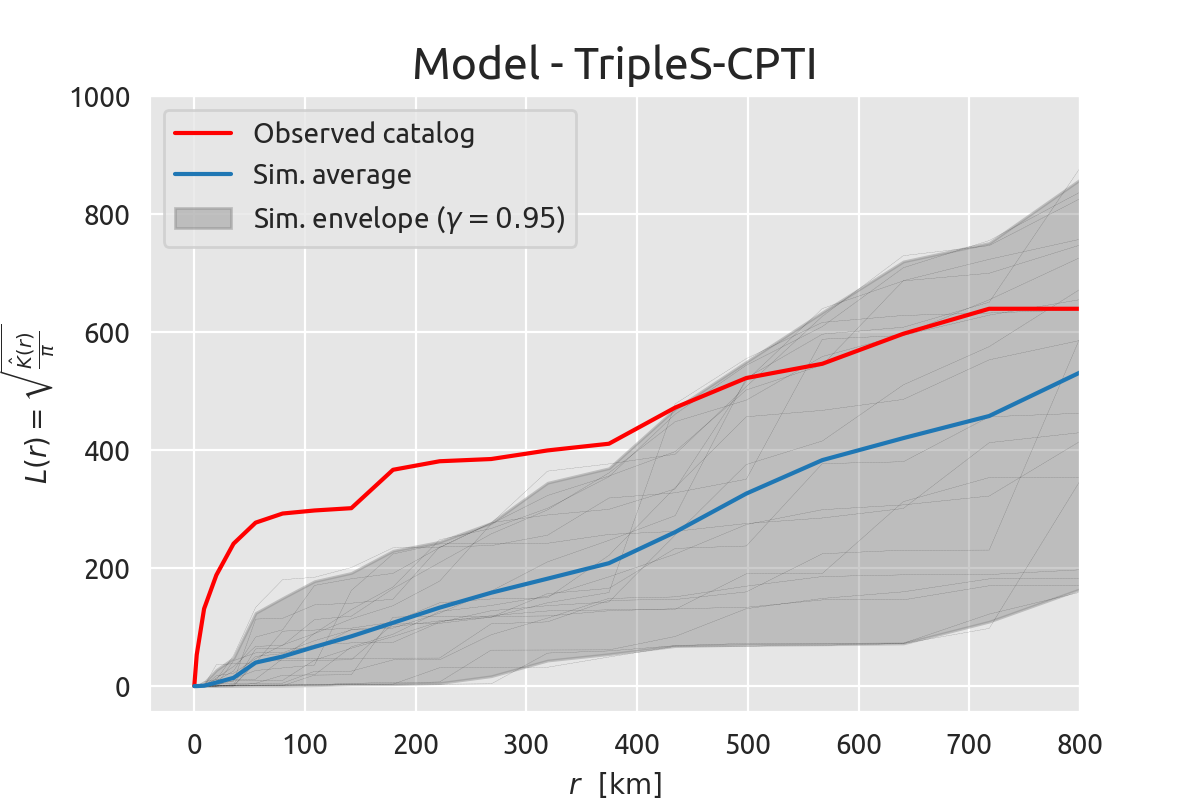 Model - TripleS-CPTI
1000
800
600
400
200
0
Observed catalog
Sim. average
Sim. envelope (γ = 0.95)
L(r) = √(K̂(r)/π)
0 100 200 300 400 500 600 700 800
r [km]